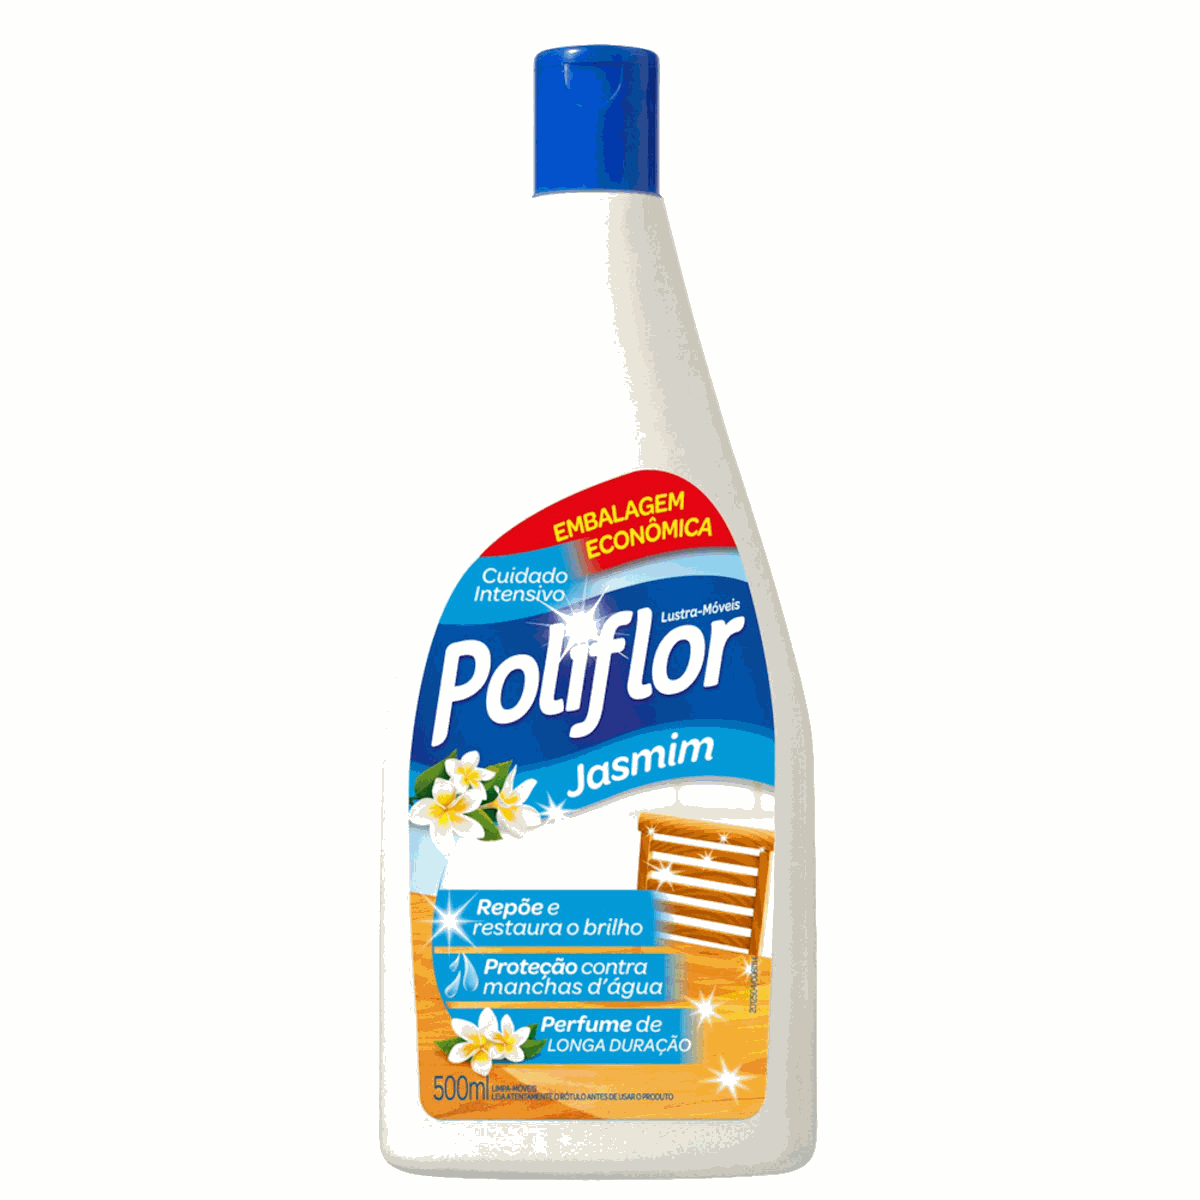 EMBALAGEM
ECONÔMICA
Cuidado
Intensivo
Lustra-Móveis
Poliflor
Jasmim
Repõe e
restaura o brilho
Proteção contra
manchas d'água
Perfume de
LONGA DURAÇÃO
500ml
LIMPA-MÓVEIS
LEIA ATENTAMENTE O RÓTULO ANTES DE USAR O PRODUTO